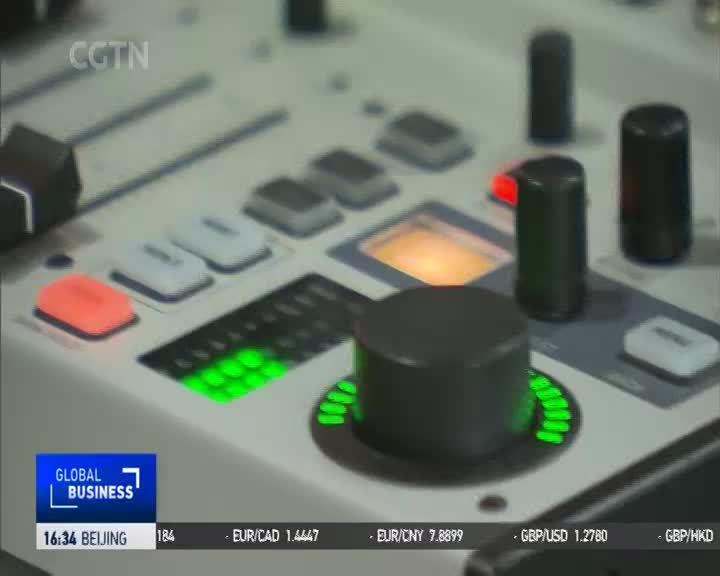 CGTN
GLOBAL
BUSINESS
16:34 BEIJING
184 - EUR/CAD 1.4447 - EUR/CNY 7.8899 - GBP/USD 1.2780 - GBP/HKD